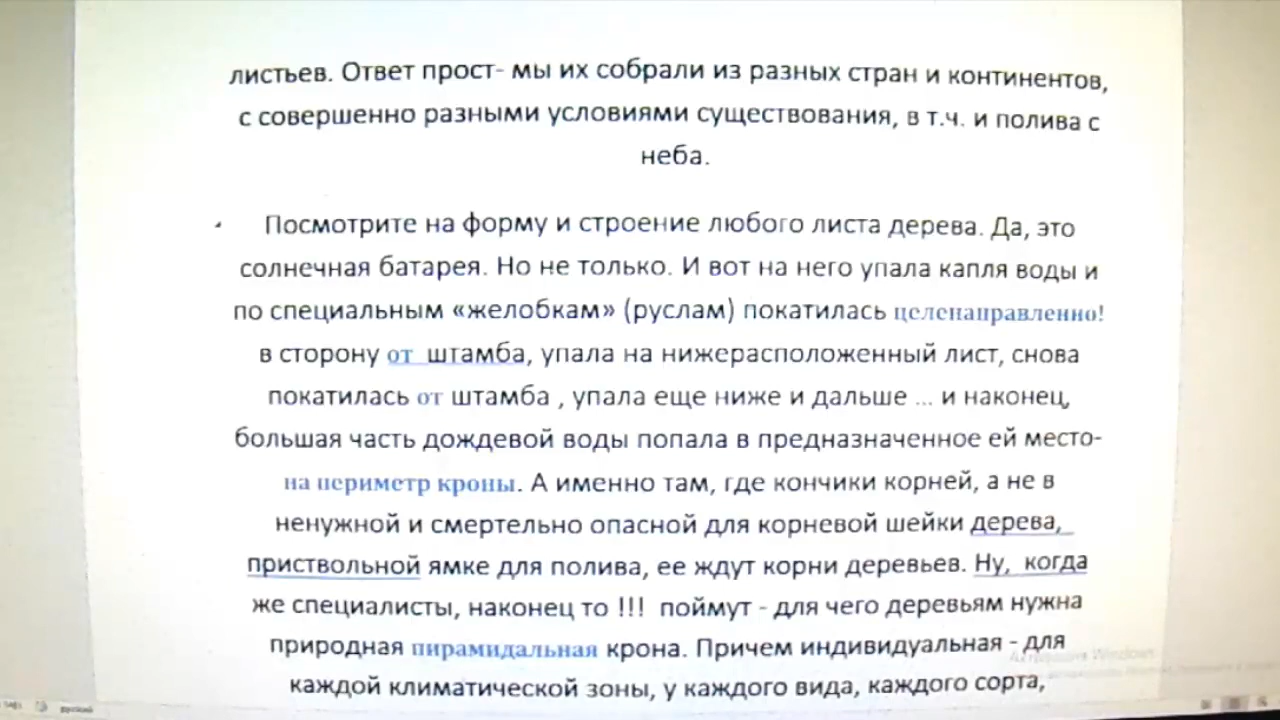 листьев. Ответ прост- мы их собрали из разных стран и континентов,
с совершенно разными условиями существования, в т.ч. и полива с
неба.
Посмотрите на форму и строение любого листа дерева. Да, это
солнечная батарея. Но не только. И вот на него упала капля воды и
по специальным «желобкам» (руслам) покатилась целенаправленно!
в сторону от штамба, упала на нижерасположенный лист, снова
покатилась от штамба , упала еще ниже и дальше ... и наконец,
большая часть дождевой воды попала в предназначенное ей место-
на периметр кроны. А именно там, где кончики корней, а не в
ненужной и смертельно опасной для корневой шейки дерева,
приствольной ямке для полива, ее ждут корни деревьев. Ну, когда
же специалисты, наконец то !!! поймут - для чего деревьям нужна
природная пирамидальная крона. Причем индивидуальная - для
Активация Windows
каждой климатической зоны, у каждого вида, каждого сорта,
русский